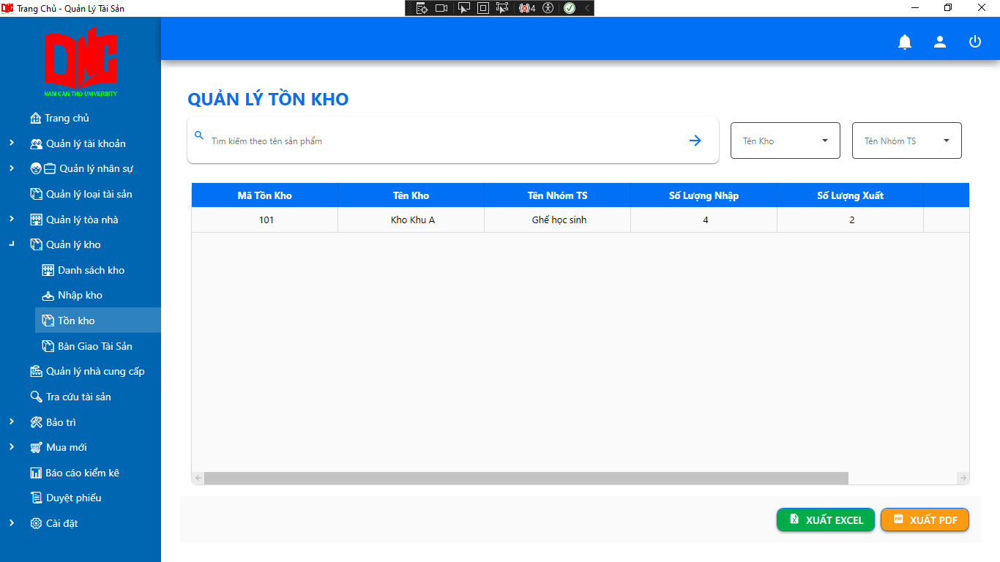 Trang Chủ - Quản Lý Tài Sản
4
DNC
NAM CAN THO UNIVERSITY
Trang chủ
Quản lý tài khoản
Quản lý nhân sự
Quản lý loại tài sản
Quản lý tòa nhà
Quản lý kho
Danh sách kho
Nhập kho
Tồn kho
Bàn Giao Tài Sản
Quản lý nhà cung cấp
Tra cứu tài sản
Bảo trì
Mua mới
Báo cáo kiểm kê
Duyệt phiếu
Cài đặt
QUẢN LÝ TỒN KHO
Tìm kiếm theo tên sản phẩm
Tên Kho
Tên Nhóm TS
Mã Tồn Kho Tên Kho Tên Nhóm TS Số Lượng Nhập Số Lượng Xuất
101 Kho Khu A Ghế học sinh 4 2
XUẤT EXCEL
XUẤT PDF